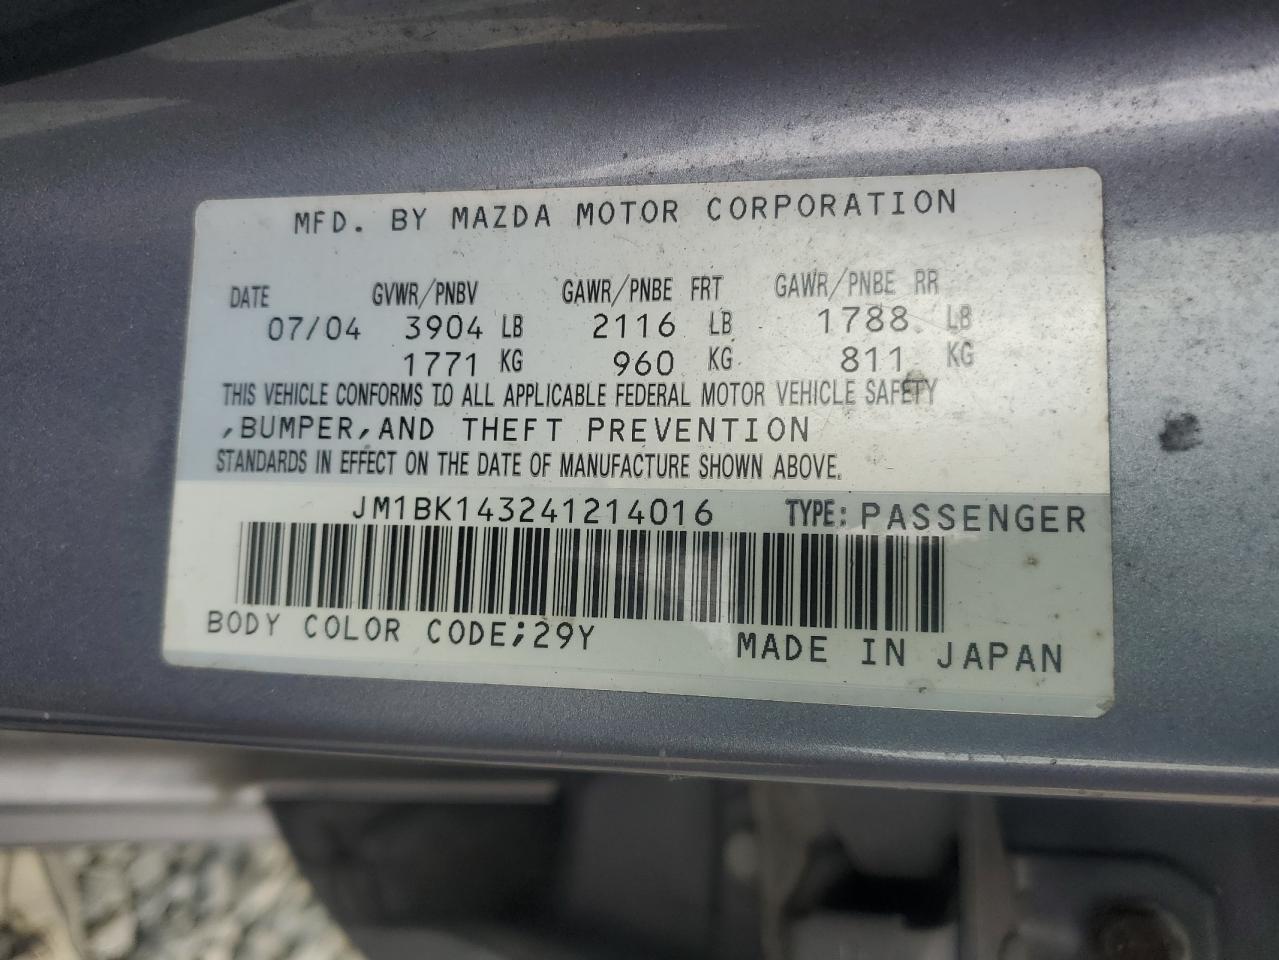 MFD. BY MAZDA MOTOR CORPORATION
DATE GVWR/PNBV GAWR/PNBE FRT GAWR/PNBE RR
07/04 3904 LB 2116 LB 1788 LB
1771 KG 960 KG 811 KG
THIS VEHICLE CONFORMS TO ALL APPLICABLE FEDERAL MOTOR VEHICLE SAFETY
,BUMPER,AND THEFT PREVENTION
STANDARDS IN EFFECT ON THE DATE OF MANUFACTURE SHOWN ABOVE.
JM1BK143241214016 TYPE: PASSENGER
BODY COLOR CODE;29Y MADE IN JAPAN